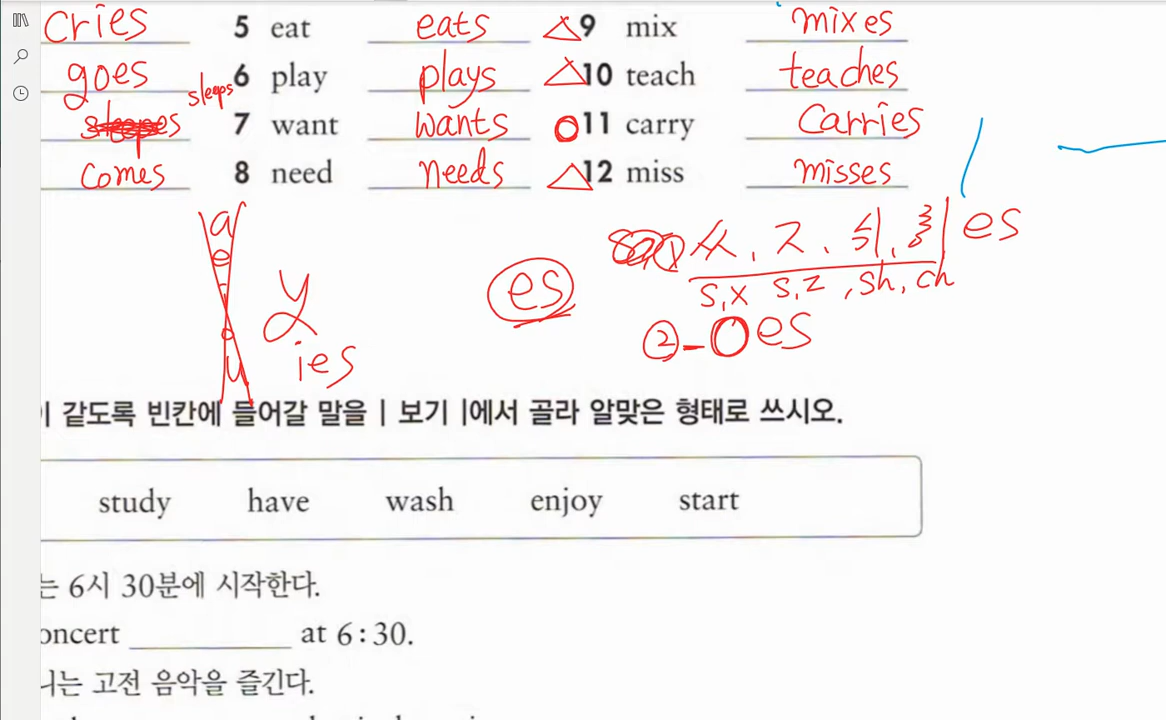 cries 5 eat eats 9 mix mixes
goes 6 play plays 10 teach teaches
sleeps 7 want wants 11 carry carries
comes 8 need needs 12 miss misses
a
e
i
o
u
y
ies
es
ㅆ, ㅈ, 쉬, 취 es
s, x s, z, sh, ch
② -Oes
이 같도록 빈칸에 들어갈 말을 | 보기 |에서 골라 알맞은 형태로 쓰시오.
study have wash enjoy start
는 6시 30분에 시작한다.
oncert ________ at 6:30.
니는 고전 음악을 즐긴다.